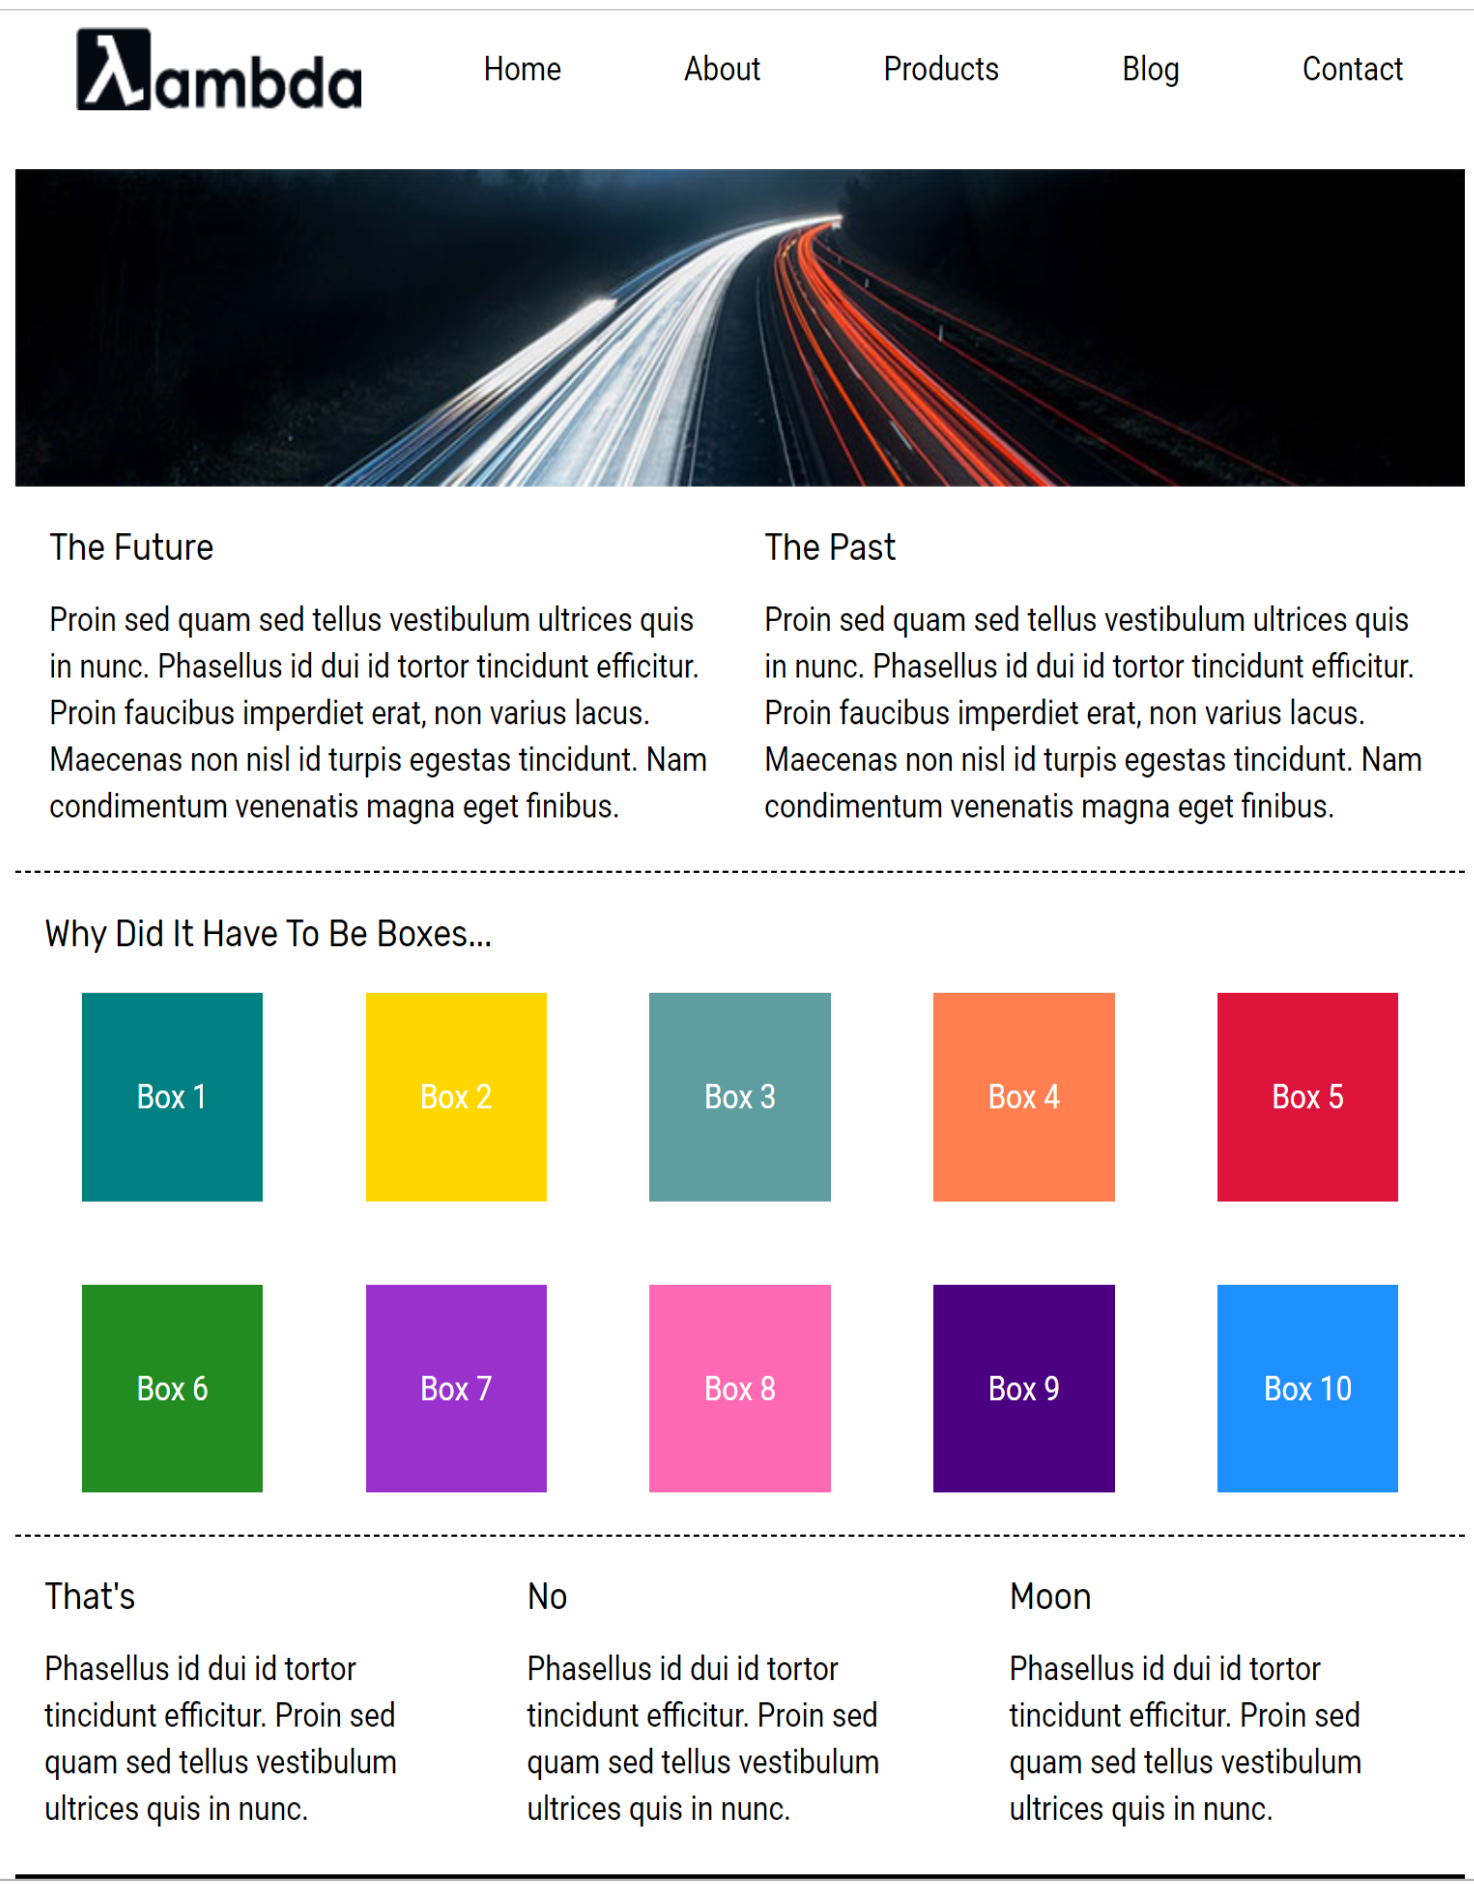 λambda
Home About Products Blog Contact
The Future
Proin sed quam sed tellus vestibulum ultrices quis
in nunc. Phasellus id dui id tortor tincidunt efficitur.
Proin faucibus imperdiet erat, non varius lacus.
Maecenas non nisl id turpis egestas tincidunt. Nam
condimentum venenatis magna eget finibus.
The Past
Proin sed quam sed tellus vestibulum ultrices quis
in nunc. Phasellus id dui id tortor tincidunt efficitur.
Proin faucibus imperdiet erat, non varius lacus.
Maecenas non nisl id turpis egestas tincidunt. Nam
condimentum venenatis magna eget finibus.
Why Did It Have To Be Boxes...
Box 1
Box 2
Box 3
Box 4
Box 5
Box 6
Box 7
Box 8
Box 9
Box 10
That's
Phasellus id dui id tortor
tincidunt efficitur. Proin sed
quam sed tellus vestibulum
ultrices quis in nunc.
No
Phasellus id dui id tortor
tincidunt efficitur. Proin sed
quam sed tellus vestibulum
ultrices quis in nunc.
Moon
Phasellus id dui id tortor
tincidunt efficitur. Proin sed
quam sed tellus vestibulum
ultrices quis in nunc.